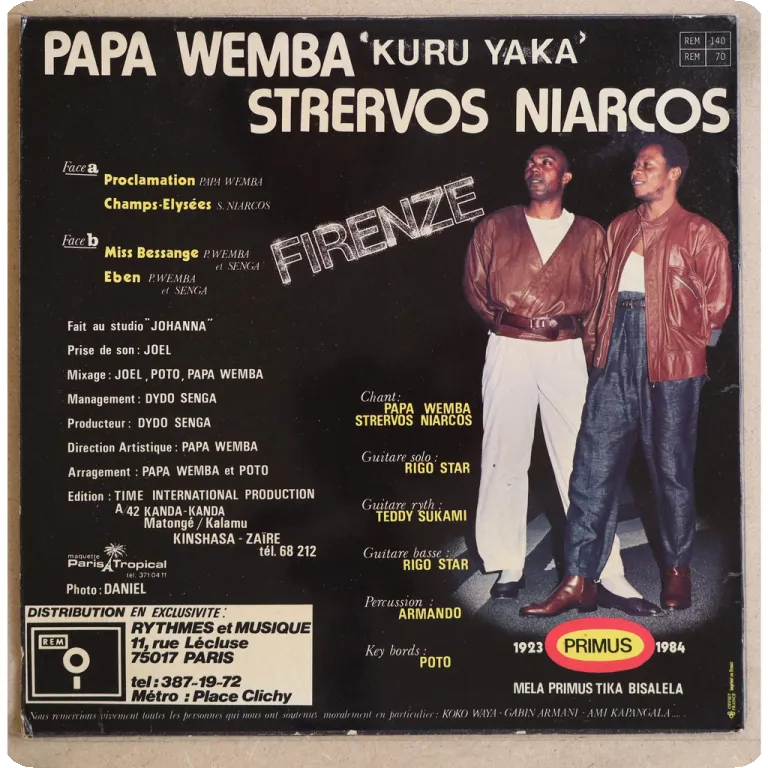 PAPA WEMBA 'KURU YAKA'
STRERVOS NIARCOS
REM 140
REM 70
Face a
Proclamation PAPA WEMBA
Champs-Elysées S. NIARCOS
Face b
Miss Bessange P. WEMBA
et SENGA
Eben P. WEMBA
et SENGA
FIRENZE
Fait au studio "JOHANNA"
Prise de son : JOEL
Mixage : JOEL, POTO, PAPA WEMBA
Management : DYDO SENGA
Producteur : DYDO SENGA
Direction Artistique : PAPA WEMBA
Arragement : PAPA WEMBA et POTO
Edition : TIME INTERNATIONAL PRODUCTION
A 42 KANDA-KANDA
Matongé / Kalamu
KINSHASA - ZAÏRE
tél. 68 212
maquette
Paris Tropical
tél. 371 04 11
Photo : DANIEL
Chant :
PAPA WEMBA
STRERVOS NIARCOS
Guitare solo :
RIGO STAR
Guitare ryth :
TEDDY SUKAMI
Guitare basse :
RIGO STAR
Percussion :
ARMANDO
Key bords :
POTO
DISTRIBUTION EN EXCLUSIVITE :
REM
RYTHMES et MUSIQUE
11, rue Lécluse
75017 PARIS
tel : 387-19-72
Métro : Place Clichy
1923 PRIMUS 1984
MELA PRIMUS TIKA BISALELA
Nous remercions vivement toutes les personnes qui nous ont soutenus moralement en particulier : KOKO WAYA - GABIN ARMANI - AMI KAPANGALA ....